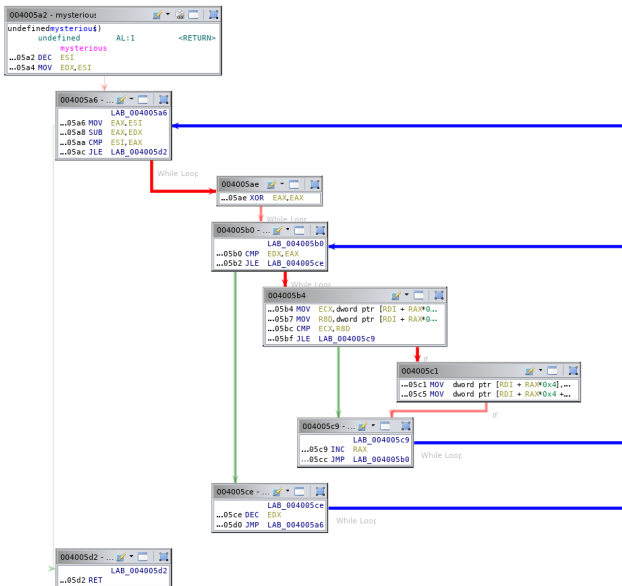 004005a2 - mysterious
undefined mysterious()
undefined AL:1 <RETURN>
mysterious
...05a2 DEC ESI
...05a4 MOV EDX,ESI
004005a6 - ...
LAB_004005a6
...05a6 MOV EAX,ESI
...05a8 SUB EAX,EDX
...05aa CMP ESI,EAX
...05ac JLE LAB_004005d2
While Loop
004005ae
...05ae XOR EAX,EAX
While Loop
004005b0 - ...
LAB_004005b0
...05b0 CMP EDX,EAX
...05b2 JLE LAB_004005ce
While Loop
004005b4
...05b4 MOV ECX,dword ptr [RDI + RAX*0...
...05b7 MOV R8D,dword ptr [RDI + RAX*0...
...05bc CMP ECX,R8D
...05bf JLE LAB_004005c9
If
004005c1
...05c1 MOV dword ptr [RDI + RAX*0x4],...
...05c5 MOV dword ptr [RDI + RAX*0x4 +...
If
004005c9 - ...
LAB_004005c9
...05c9 INC RAX
...05cc JMP LAB_004005b0
While Loop
004005ce - ...
LAB_004005ce
...05ce DEC EDX
...05d0 JMP LAB_004005a6
While Loop
004005d2 - ...
LAB_004005d2
...05d2 RET